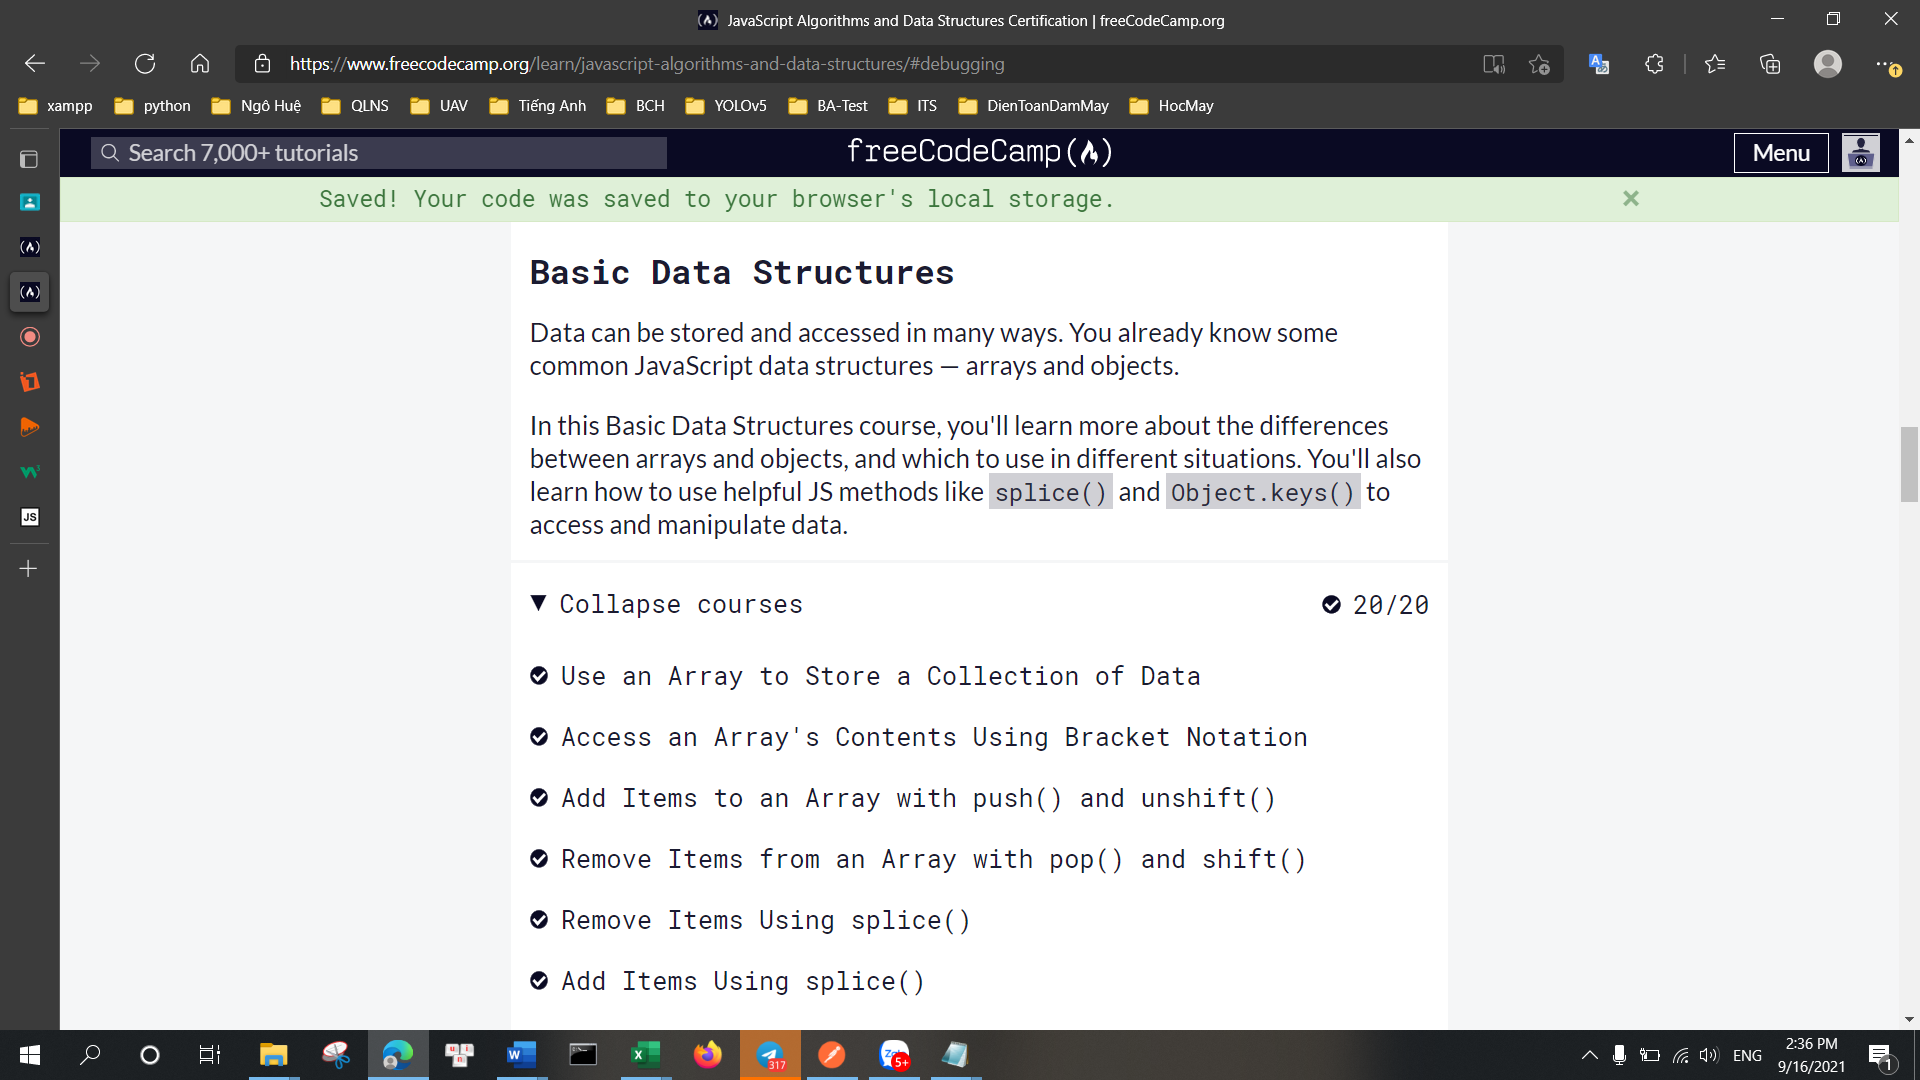 JavaScript Algorithms and Data Structures Certification | freeCodeCamp.org
https://www.freecodecamp.org/learn/javascript-algorithms-and-data-structures/#debugging
xampp python Ngô Huệ QLNS UAV Tiếng Anh BCH YOLOv5 BA-Test ITS DienToanDamMay HocMay
Search 7,000+ tutorials freeCodeCamp(🔥) Menu
Saved! Your code was saved to your browser's local storage. ×
Basic Data Structures
Data can be stored and accessed in many ways. You already know some
common JavaScript data structures — arrays and objects.
In this Basic Data Structures course, you'll learn more about the differences
between arrays and objects, and which to use in different situations. You'll also
learn how to use helpful JS methods like splice() and Object.keys() to
access and manipulate data.
Collapse courses 20/20
Use an Array to Store a Collection of Data
Access an Array's Contents Using Bracket Notation
Add Items to an Array with push() and unshift()
Remove Items from an Array with pop() and shift()
Remove Items Using splice()
Add Items Using splice()
JS
317
5+
ENG
2:36 PM
9/16/2021
1